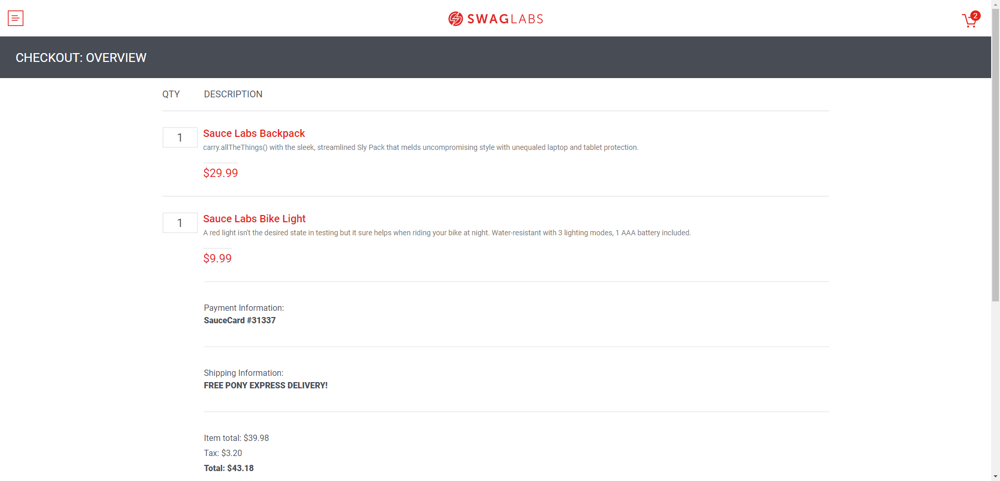 SWAGLABS
2
CHECKOUT: OVERVIEW
QTY DESCRIPTION
1 Sauce Labs Backpack
carry.allTheThings() with the sleek, streamlined Sly Pack that melds uncompromising style with unequaled laptop and tablet protection.
$29.99
1 Sauce Labs Bike Light
A red light isn't the desired state in testing but it sure helps when riding your bike at night. Water-resistant with 3 lighting modes, 1 AAA battery included.
$9.99
Payment Information:
SauceCard #31337
Shipping Information:
FREE PONY EXPRESS DELIVERY!
Item total: $39.98
Tax: $3.20
Total: $43.18